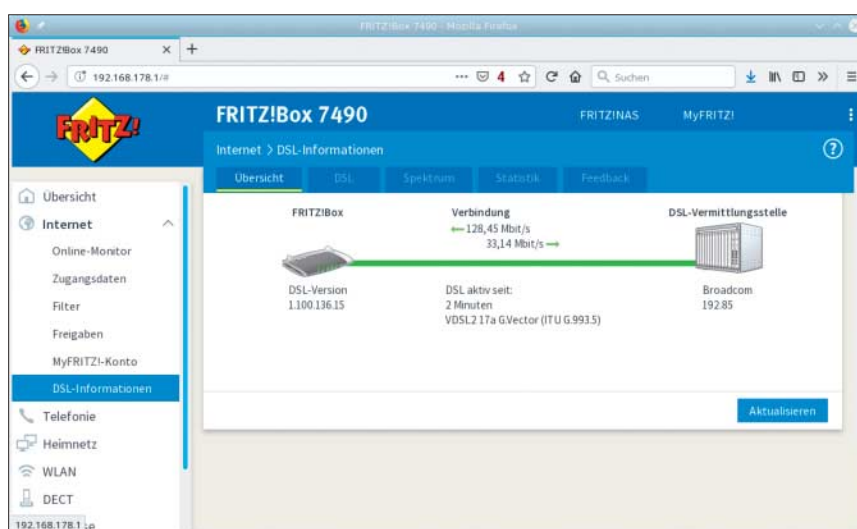 FRITZ!Box 7490 - Mozilla Firefox
FRITZ!Box 7490
192.168.178.1/#
4
Suchen
FRITZ!
FRITZ!Box 7490
FRITZ!NAS
MyFRITZ!
Internet > DSL-Informationen
Übersicht
DSL
Spektrum
Statistik
Feedback
Übersicht
Internet
Online-Monitor
Zugangsdaten
Filter
Freigaben
MyFRITZ!-Konto
DSL-Informationen
Telefonie
Heimnetz
WLAN
DECT
192.168.178.1
FRITZ!Box
Verbindung
DSL-Vermittlungsstelle
128,45 Mbit/s
33,14 Mbit/s
DSL-Version
1.100.136.15
DSL aktiv seit:
2 Minuten
VDSL2 17a G.Vector (ITU G.993.5)
Broadcom
192.85
Aktualisieren